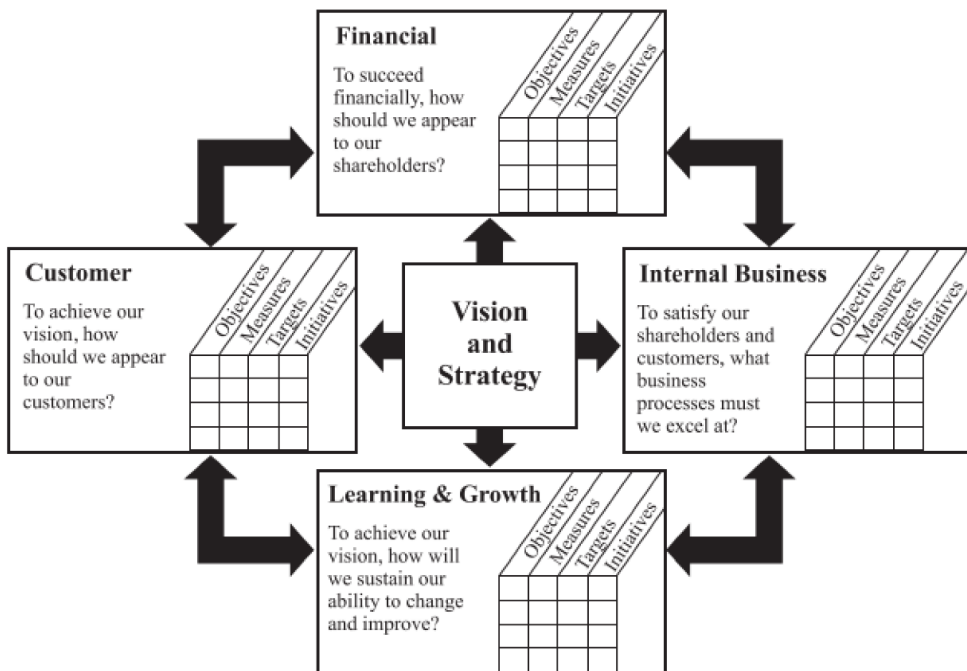 Financial
To succeed
financially, how
should we appear
to our
shareholders?
Objectives
Measures
Targets
Initiatives
Customer
To achieve our
vision, how
should we appear
to our
customers?
Objectives
Measures
Targets
Initiatives
Vision
and
Strategy
Internal Business
To satisfy our
shareholders and
customers, what
business
processes must
we excel at?
Objectives
Measures
Targets
Initiatives
Learning & Growth
To achieve our
vision, how will
we sustain our
ability to change
and improve?
Objectives
Measures
Targets
Initiatives